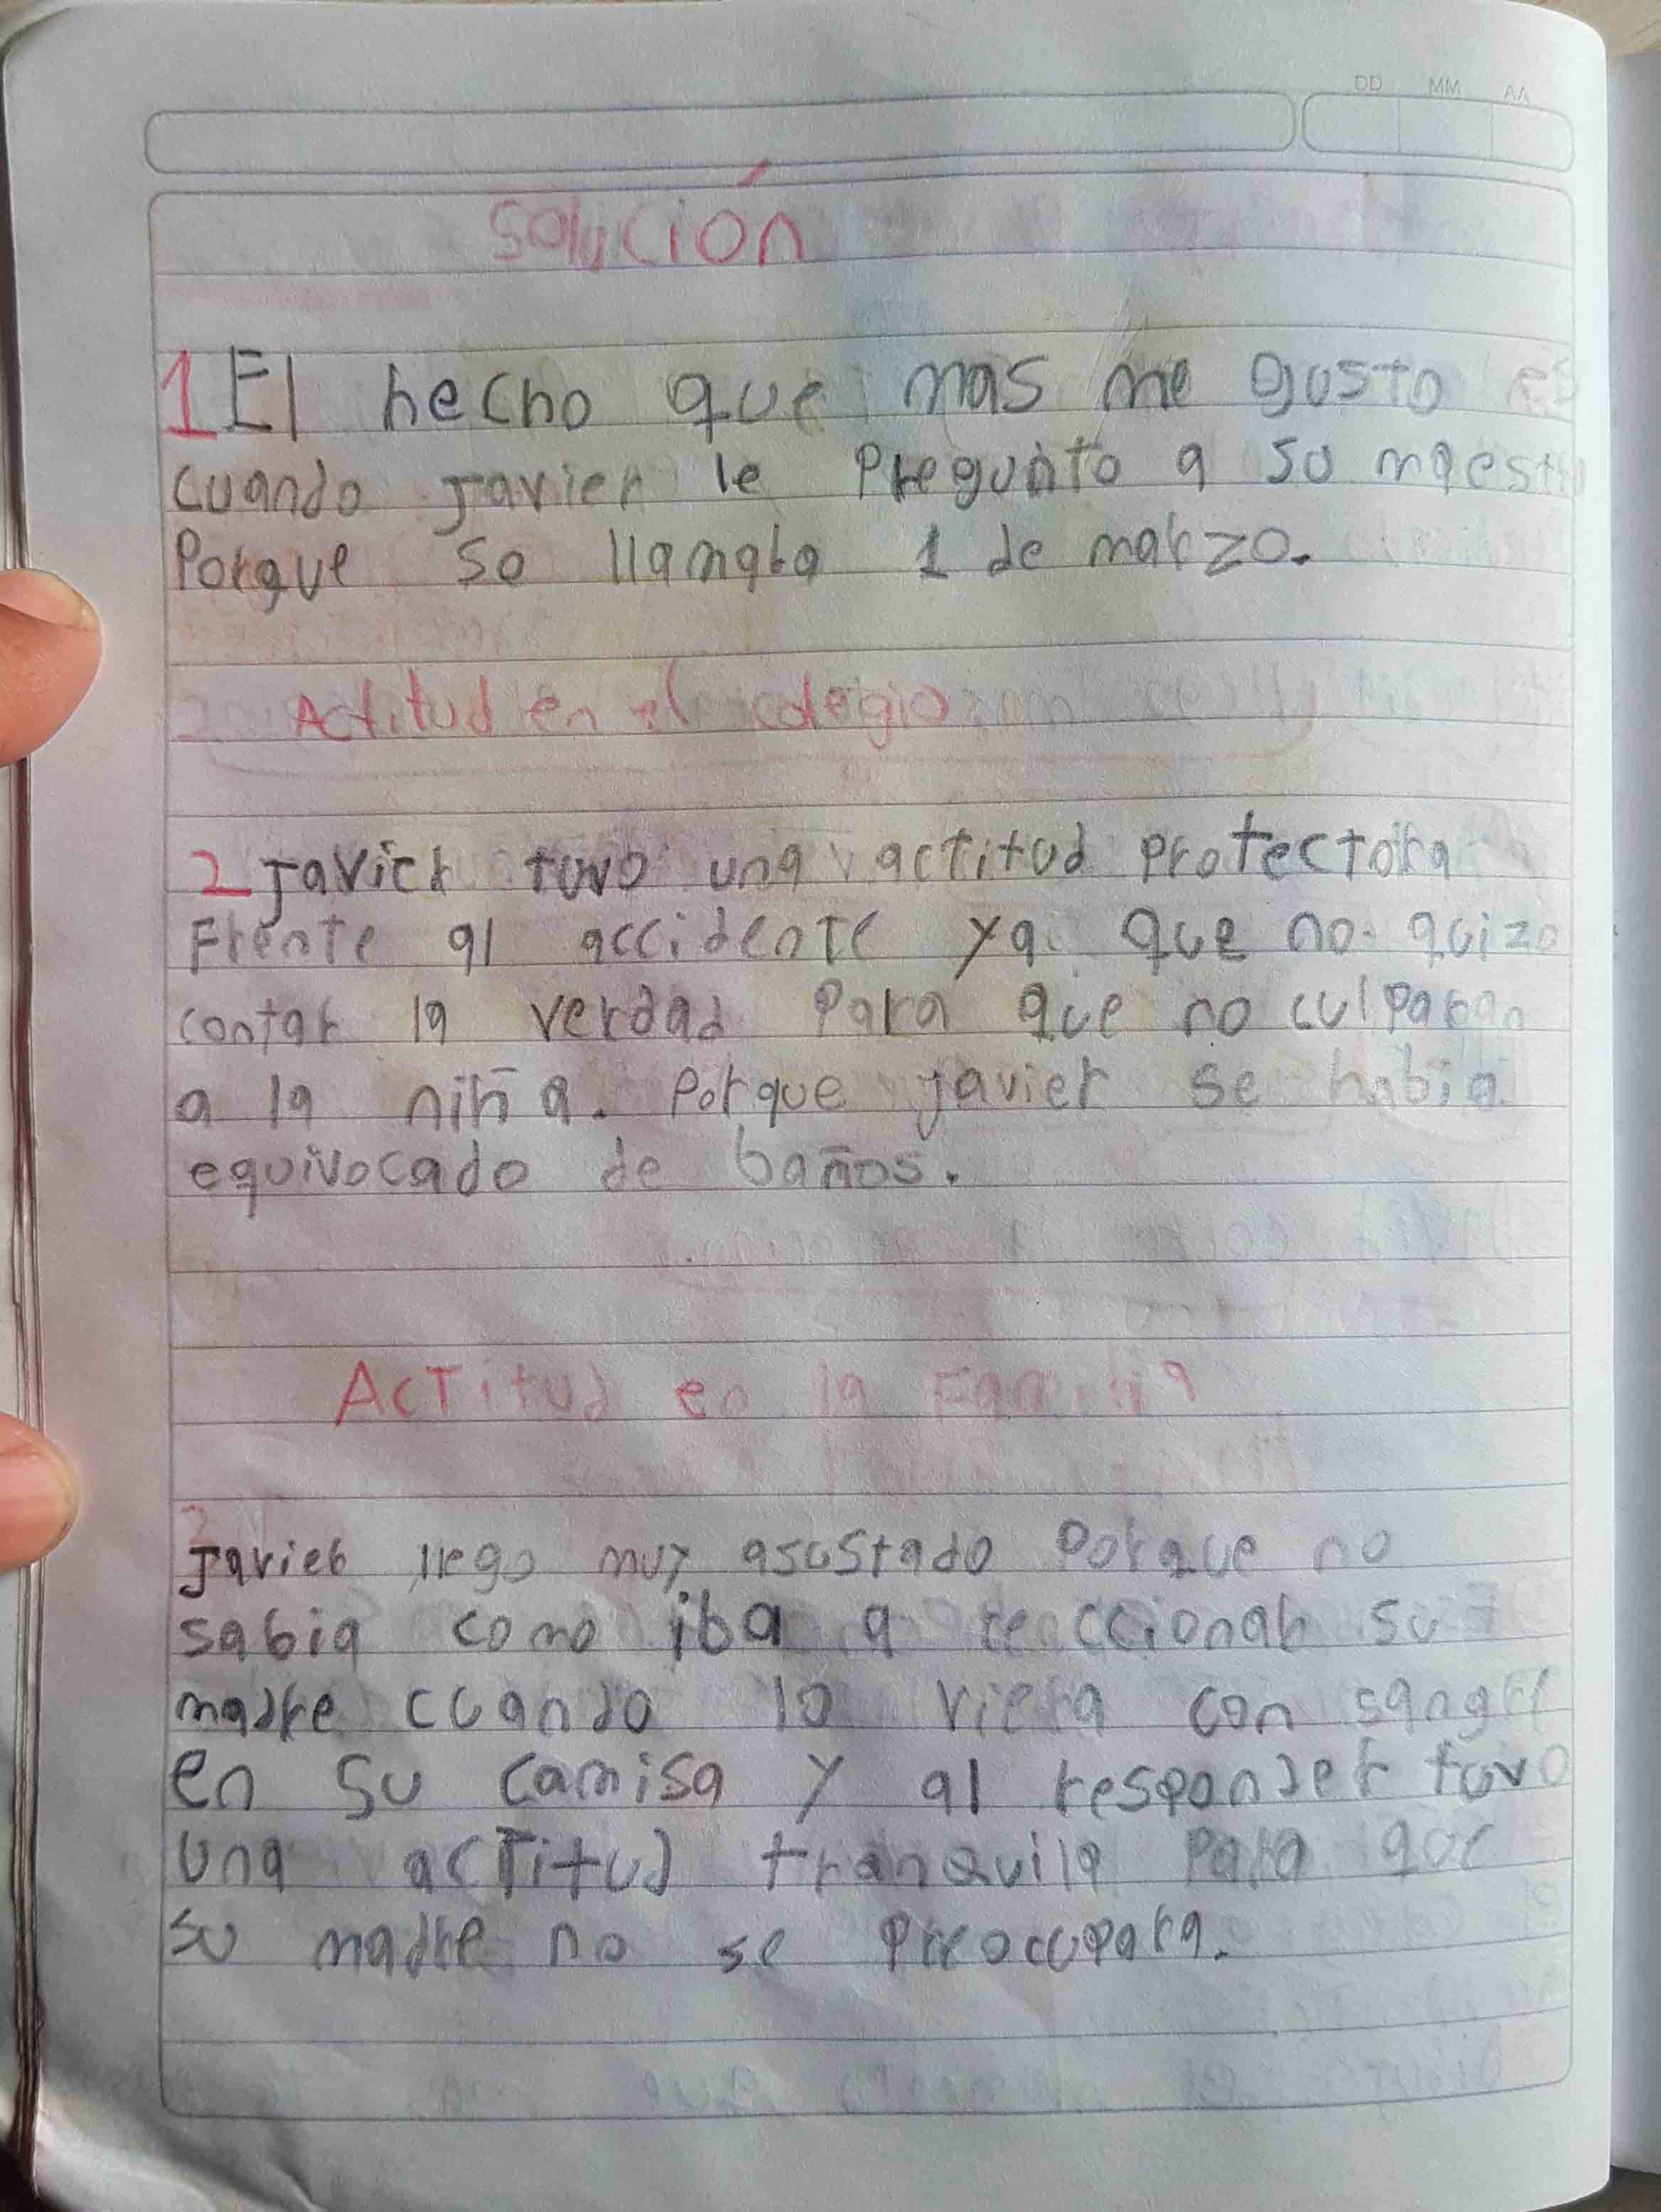 DD MM AA
Solución
1 El hecho que mas me gusto es
cuando Javier le Pregunto a su maestro
Porque se llamaba 1 de marzo.
Actitud en el colegio
2 Javier tuvo una actitud protectora
Frente al accidente ya que no quizo
contar la verdad Para que no culparan
a la niña. Porque Javier se habia
equivocado de baños.
Actitud en la Familia
3
Javier llego muy asustado Porque no
sabia como iba a reaccionar su
madre cuando lo viera con sangre
en su camisa y al responder tuvo
una actitud tranquila Para que
su madre no se Preocupara.